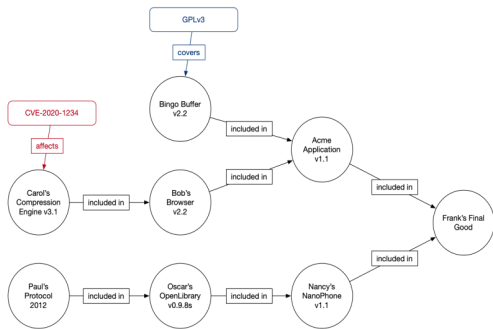 GPLv3
covers
Bingo Buffer
v2.2
CVE-2020-1234
included in
Acme
Application
v1.1
affects
included in
included in
Carol's
Compression
Engine v3.1
included in
Bob's
Browser
v2.2
Frank's Final
Good
included in
Paul's
Protocol
2012
included in
Oscar's
OpenLibrary
v0.9.8s
included in
Nancy's
NanoPhone
v1.1